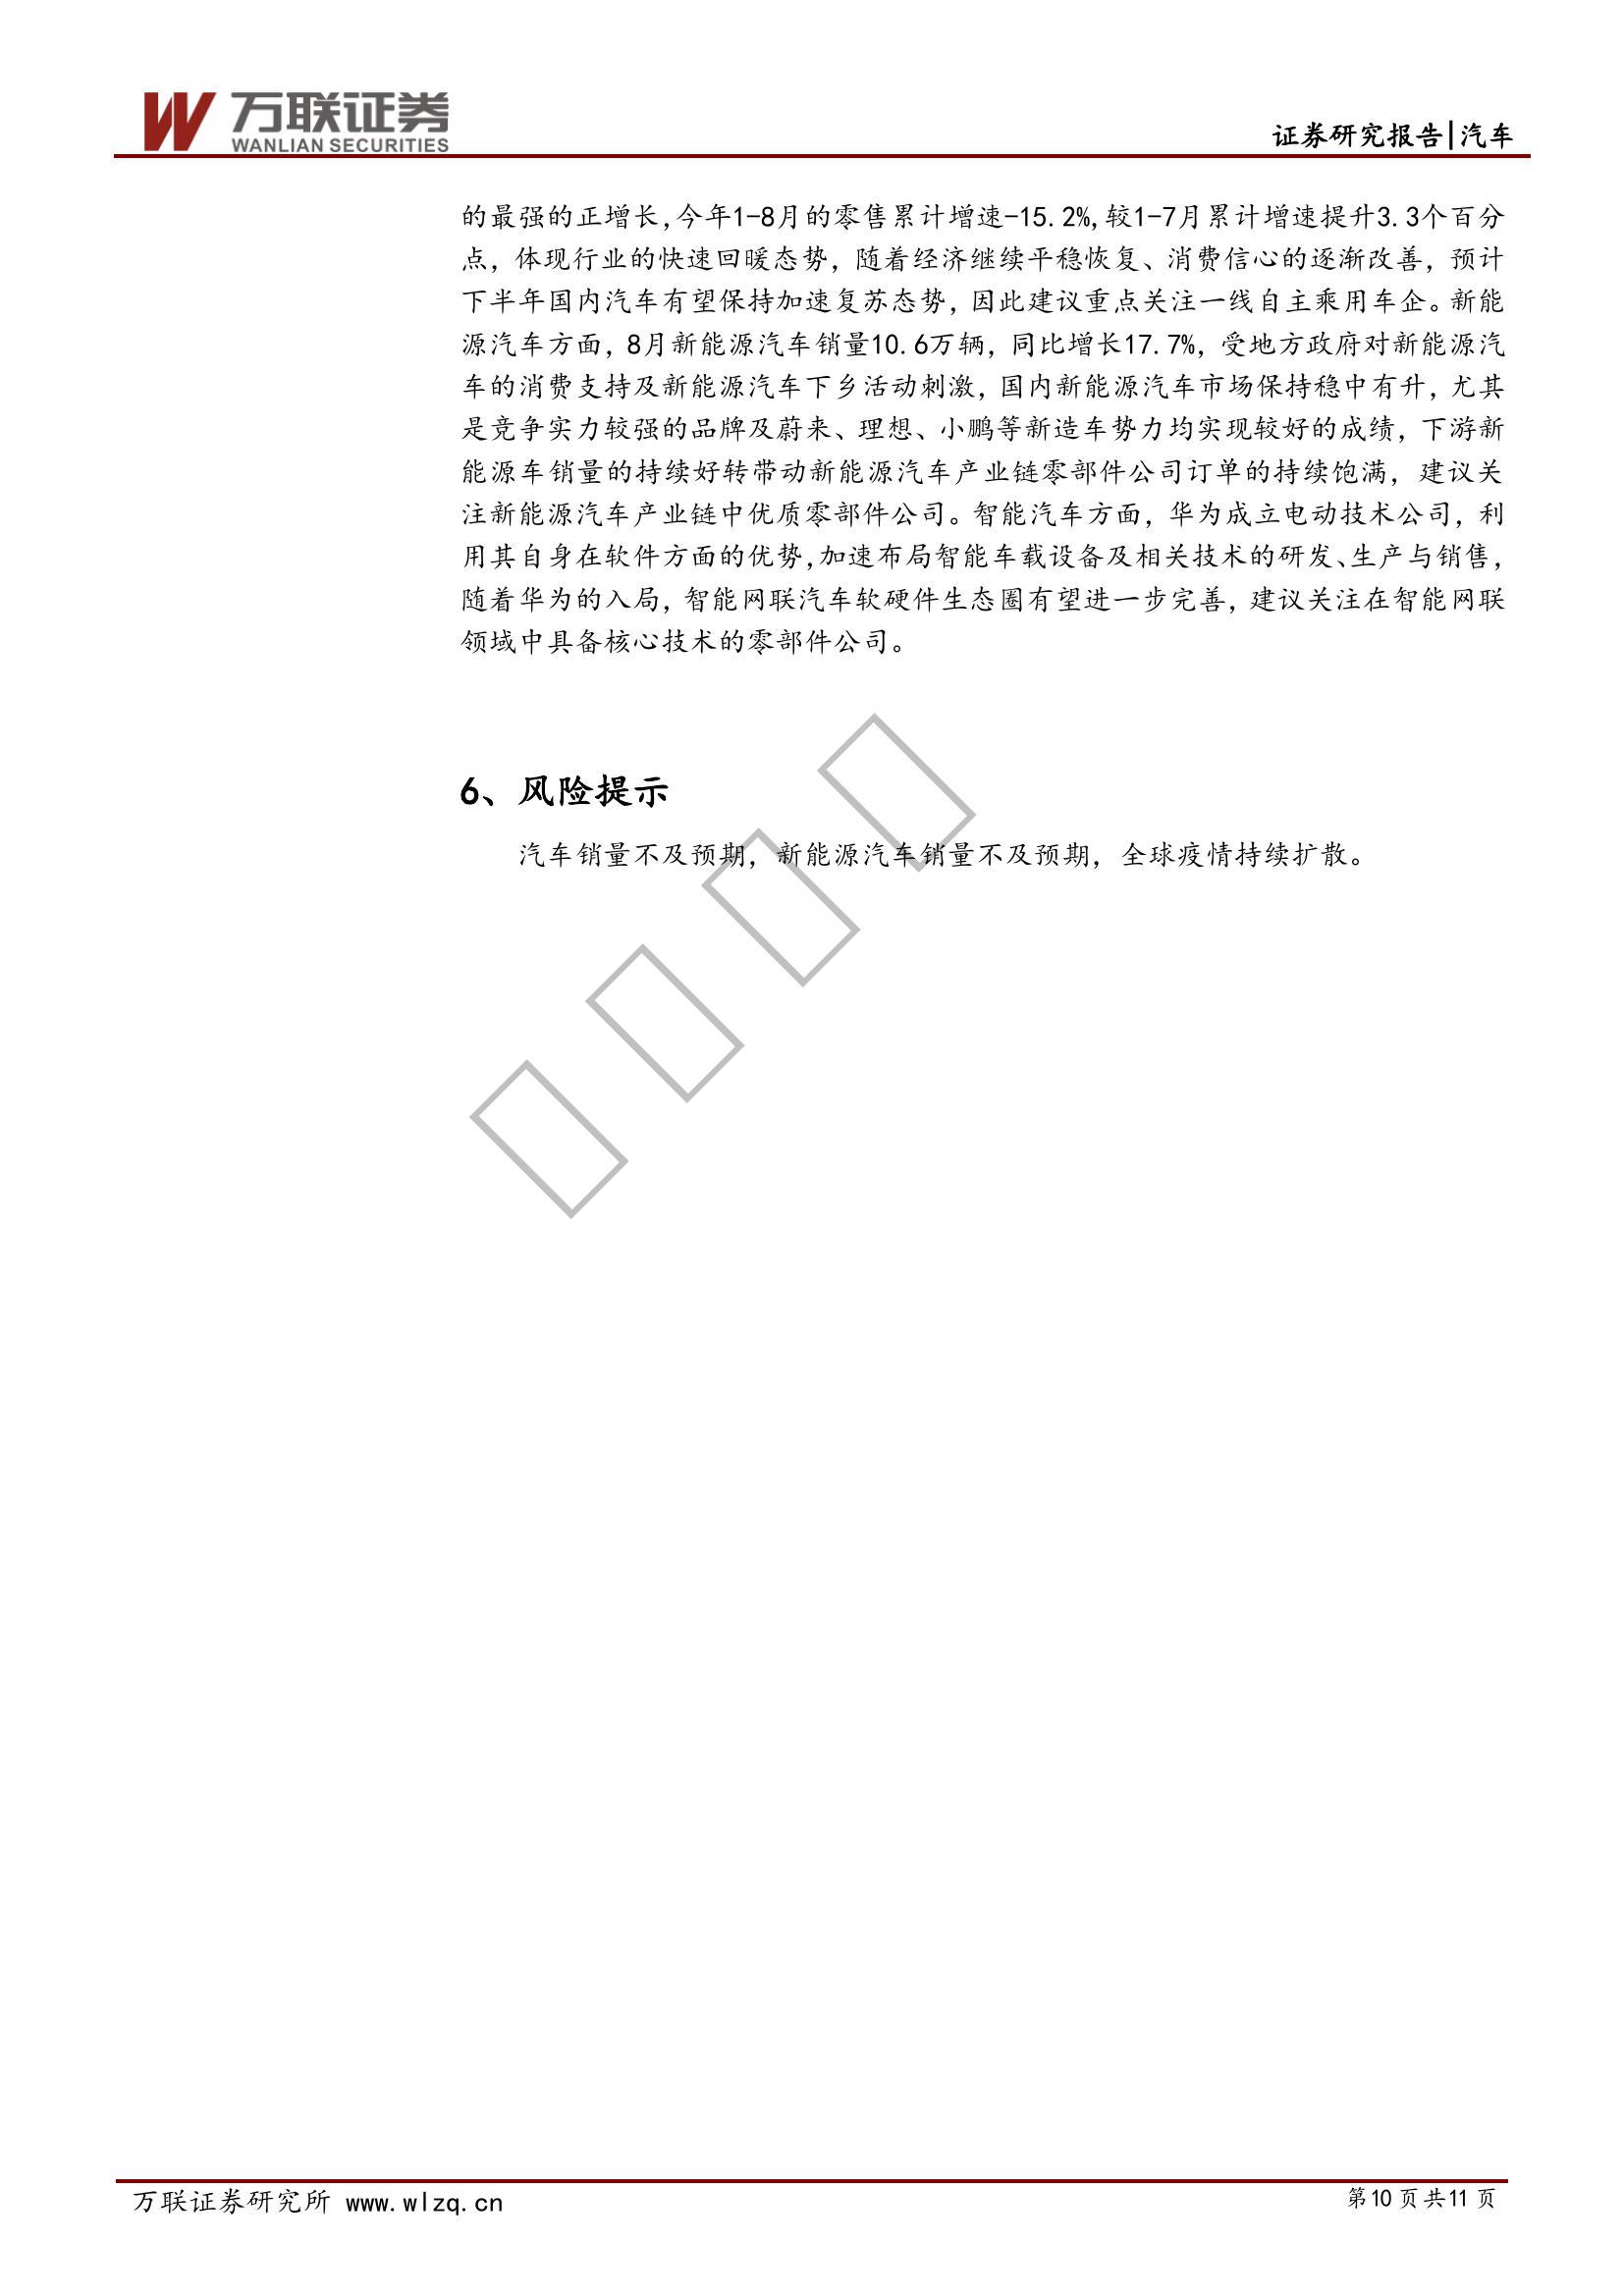 万联证券
WANLIAN SECURITIES
证券研究报告|汽车
的最强的正增长,今年1-8月的零售累计增速-15.2%,较1-7月累计增速提升3.3个百分
点，体现行业的快速回暖态势，随着经济继续平稳恢复、消费信心的逐渐改善，预计
下半年国内汽车有望保持加速复苏态势，因此建议重点关注一线自主乘用车企。新能
源汽车方面，8月新能源汽车销量10.6万辆，同比增长17.7%，受地方政府对新能源汽
车的消费支持及新能源汽车下乡活动刺激，国内新能源汽车市场保持稳中有升，尤其
是竞争实力较强的品牌及蔚来、理想、小鹏等新造车势力均实现较好的成绩，下游新
能源车销量的持续好转带动新能源汽车产业链零部件公司订单的持续饱满，建议关
注新能源汽车产业链中优质零部件公司。智能汽车方面，华为成立电动技术公司，利
用其自身在软件方面的优势,加速布局智能车载设备及相关技术的研发、生产与销售，
随着华为的入局，智能网联汽车软硬件生态圈有望进一步完善，建议关注在智能网联
领域中具备核心技术的零部件公司。
6、风险提示
汽车销量不及预期，新能源汽车销量不及预期，全球疫情持续扩散。
万联证券研究所 www.wlzq.cn
第10页共11页